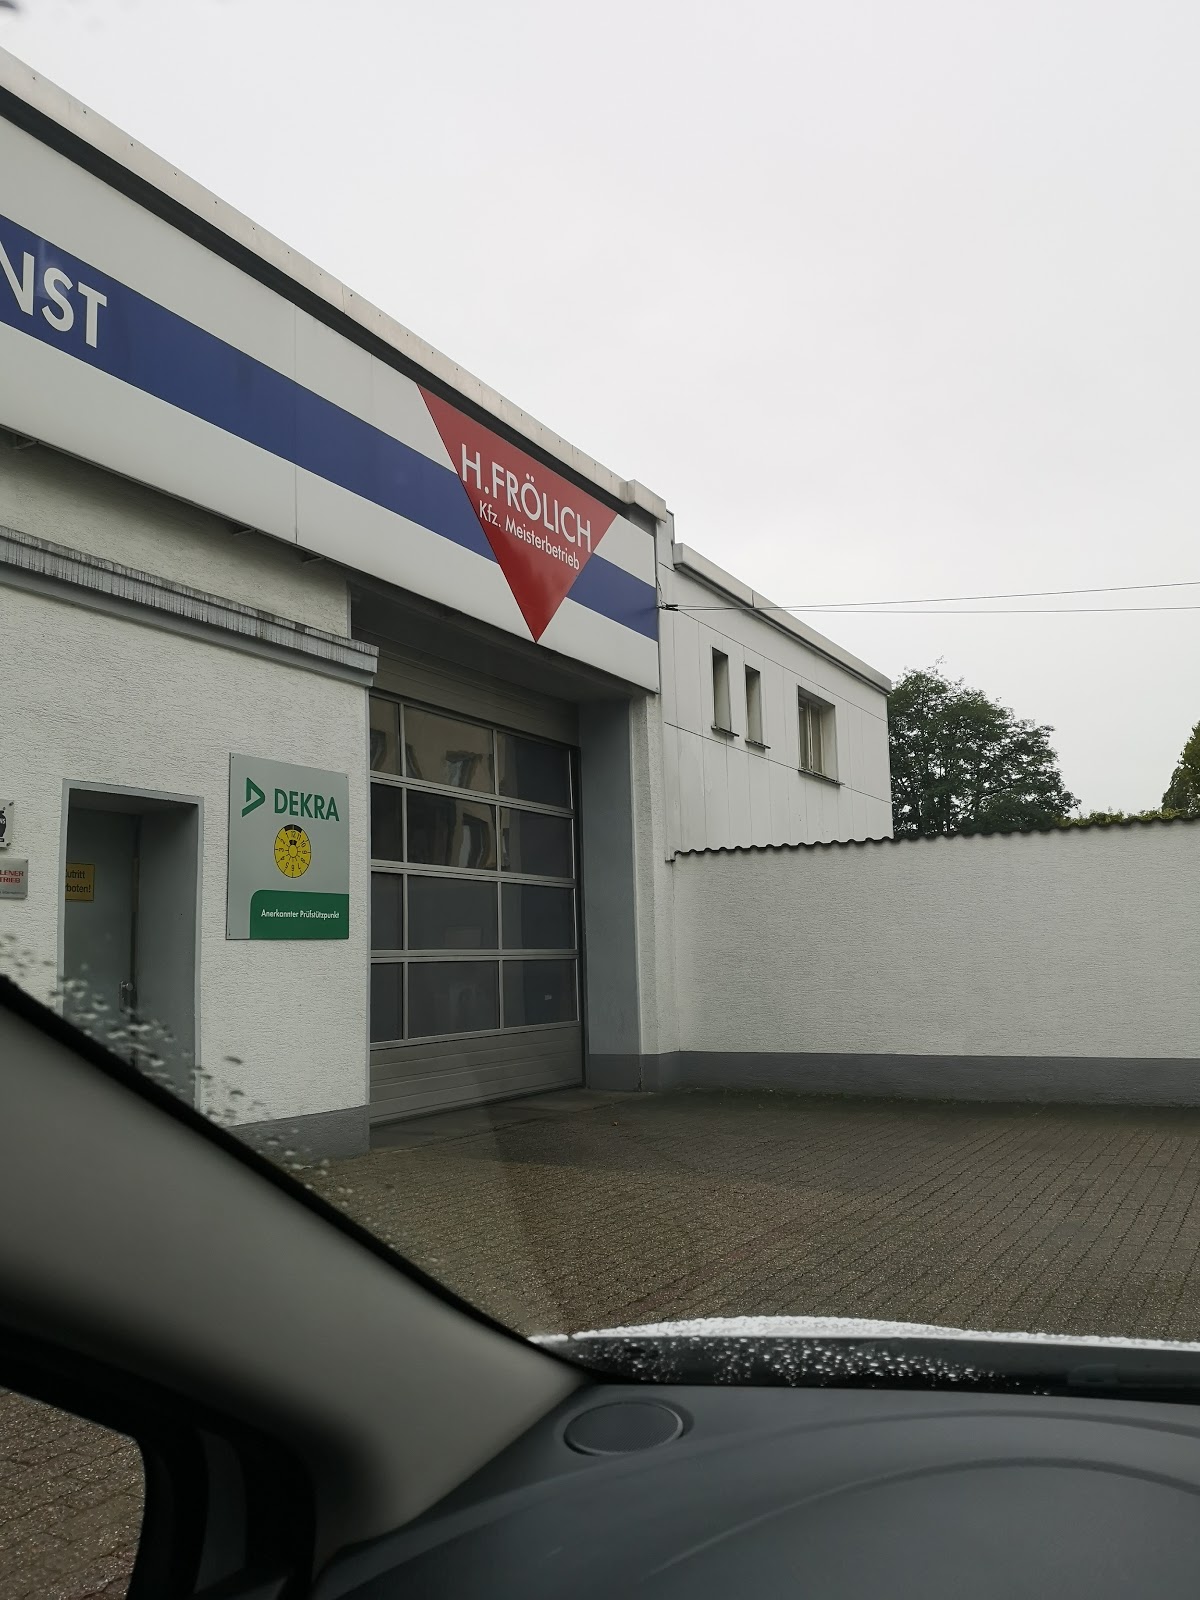 NST
H.FRÖLICH
Kfz. Meisterbetrieb
DEKRA
Anerkannter Prüfstützpunkt